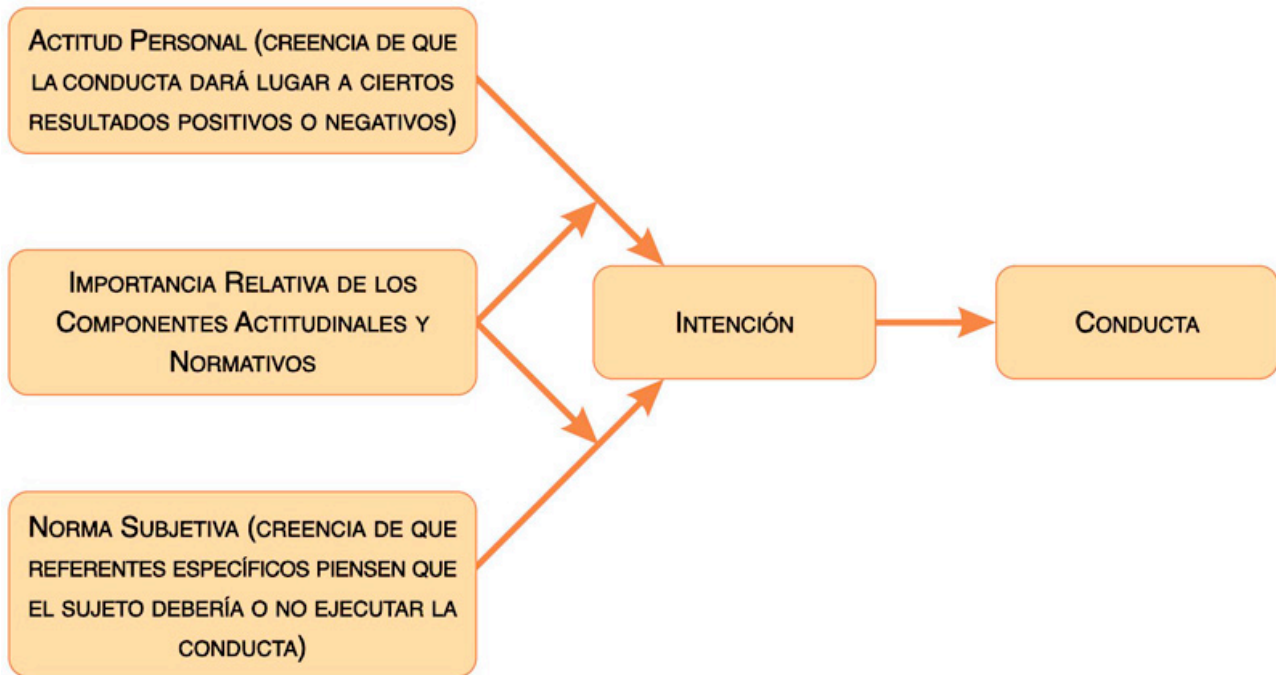 ACTITUD PERSONAL (CREENCIA DE QUE
LA CONDUCTA DARÁ LUGAR A CIERTOS
RESULTADOS POSITIVOS O NEGATIVOS)
IMPORTANCIA RELATIVA DE LOS
COMPONENTES ACTITUDINALES Y
NORMATIVOS
INTENCIÓN
CONDUCTA
NORMA SUBJETIVA (CREENCIA DE QUE
REFERENTES ESPECÍFICOS PIENSEN QUE
EL SUJETO DEBERÍA O NO EJECUTAR LA
CONDUCTA)